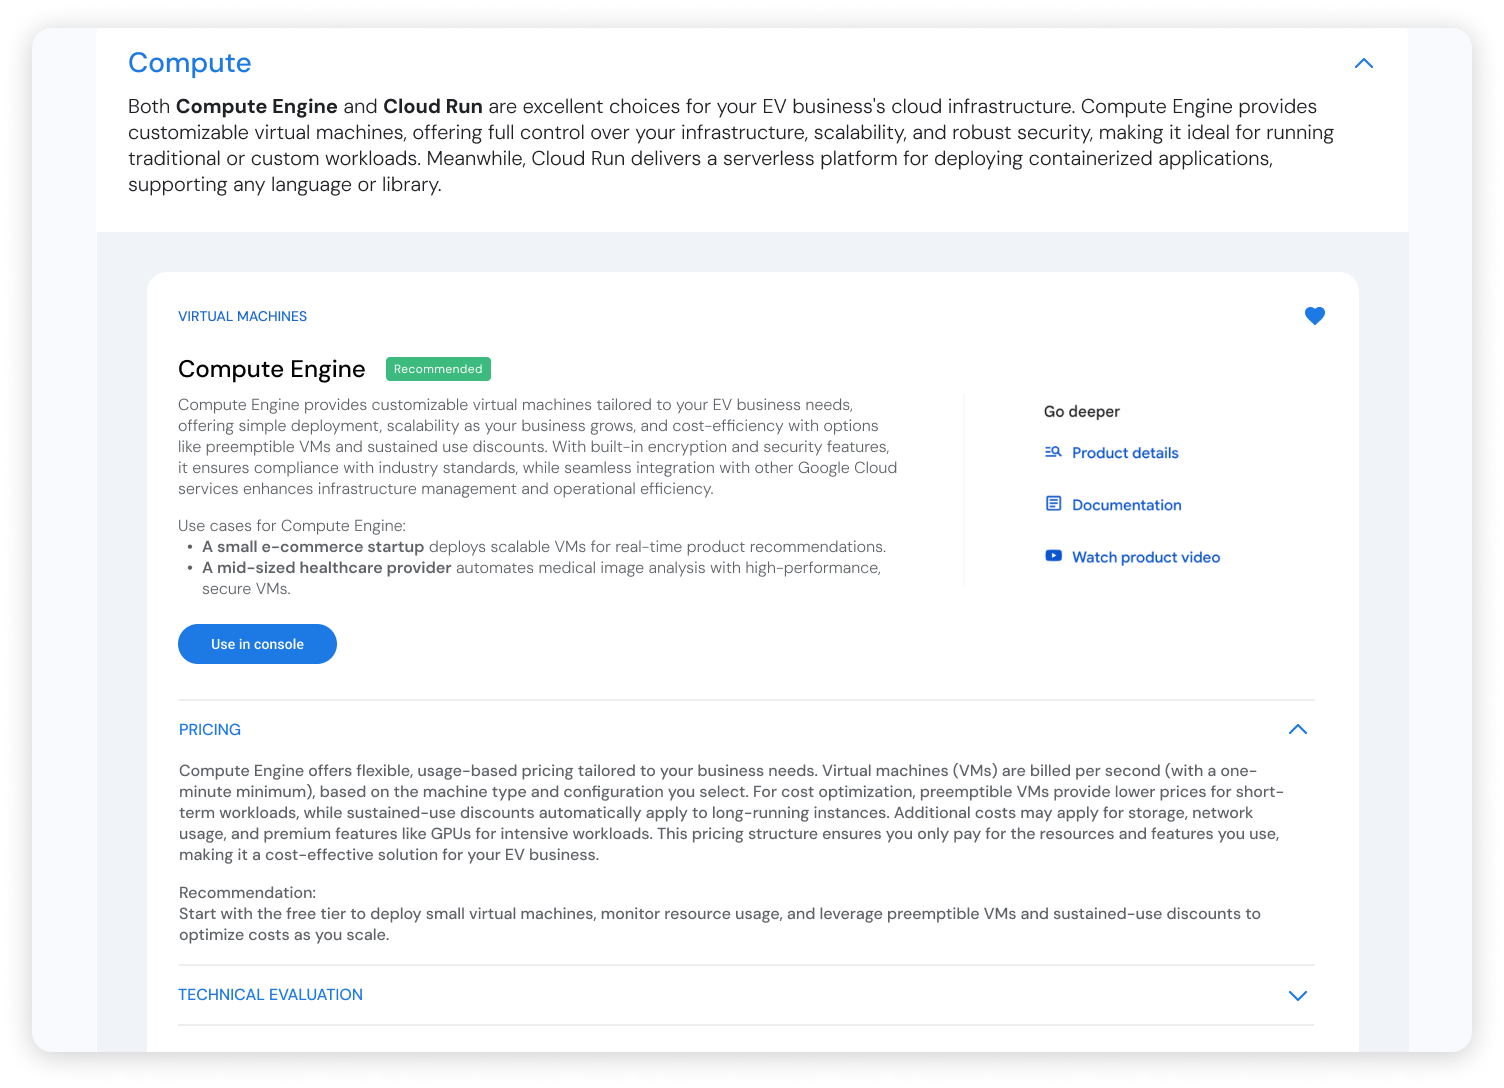 Compute
Both Compute Engine and Cloud Run are excellent choices for your EV business's cloud infrastructure. Compute Engine provides
customizable virtual machines, offering full control over your infrastructure, scalability, and robust security, making it ideal for running
traditional or custom workloads. Meanwhile, Cloud Run delivers a serverless platform for deploying containerized applications,
supporting any language or library.
VIRTUAL MACHINES
Compute Engine Recommended
Compute Engine provides customizable virtual machines tailored to your EV business needs,
offering simple deployment, scalability as your business grows, and cost-efficiency with options
like preemptible VMs and sustained use discounts. With built-in encryption and security features,
it ensures compliance with industry standards, while seamless integration with other Google Cloud
services enhances infrastructure management and operational efficiency.
Use cases for Compute Engine:
• A small e-commerce startup deploys scalable VMs for real-time product recommendations.
• A mid-sized healthcare provider automates medical image analysis with high-performance,
secure VMs.
Use in console
Go deeper
Product details
Documentation
Watch product video
PRICING
Compute Engine offers flexible, usage-based pricing tailored to your business needs. Virtual machines (VMs) are billed per second (with a one-
minute minimum), based on the machine type and configuration you select. For cost optimization, preemptible VMs provide lower prices for short-
term workloads, while sustained-use discounts automatically apply to long-running instances. Additional costs may apply for storage, network
usage, and premium features like GPUs for intensive workloads. This pricing structure ensures you only pay for the resources and features you use,
making it a cost-effective solution for your EV business.
Recommendation:
Start with the free tier to deploy small virtual machines, monitor resource usage, and leverage preemptible VMs and sustained-use discounts to
optimize costs as you scale.
TECHNICAL EVALUATION